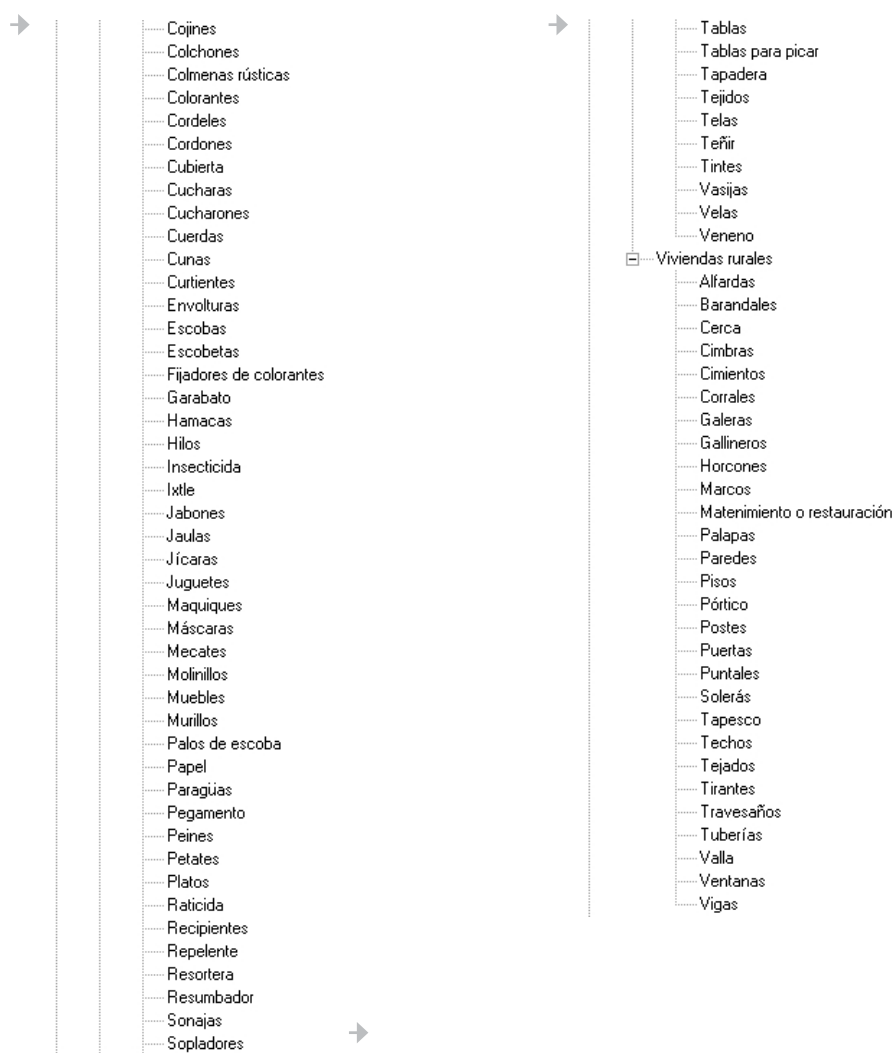 Cojines
Colchones
Colmenas rústicas
Colorantes
Cordeles
Cordones
Cubierta
Cucharas
Cucharones
Cuerdas
Cunas
Curtientes
Envolturas
Escobas
Escobetas
Fijadores de colorantes
Garabato
Hamacas
Hilos
Insecticida
Ixtle
Jabones
Jaulas
Jícaras
Juguetes
Maquiques
Máscaras
Mecates
Molinillos
Muebles
Murillos
Palos de escoba
Papel
Paragüas
Pegamento
Peines
Petates
Platos
Raticida
Recipientes
Repelente
Resortera
Resumbador
Sonajas
Sopladores
Tablas
Tablas para picar
Tapadera
Tejidos
Telas
Teñir
Tintes
Vasijas
Velas
Veneno
Viviendas rurales
Alfardas
Barandales
Cerca
Cimbras
Cimientos
Corrales
Galeras
Gallineros
Horcones
Marcos
Matenimiento o restauración
Palapas
Paredes
Pisos
Pórtico
Postes
Puertas
Puntales
Solerás
Tapesco
Techos
Tejados
Tirantes
Travesaños
Tuberías
Valla
Ventanas
Vigas